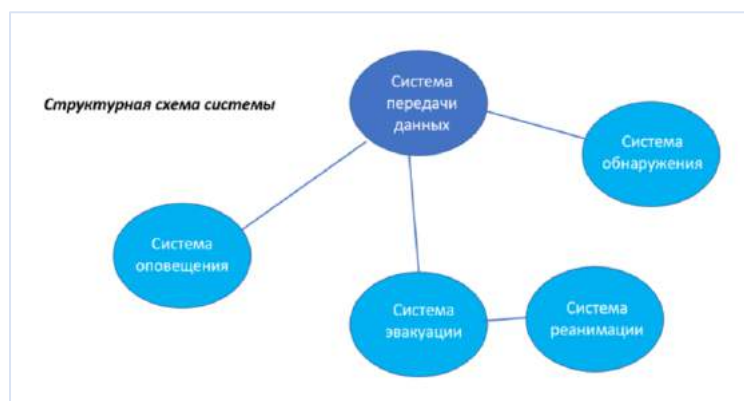 Структурная схема системы
Система
передачи
данных
Система
обнаружения
Система
оповещения
Система
эвакуации
Система
реанимации